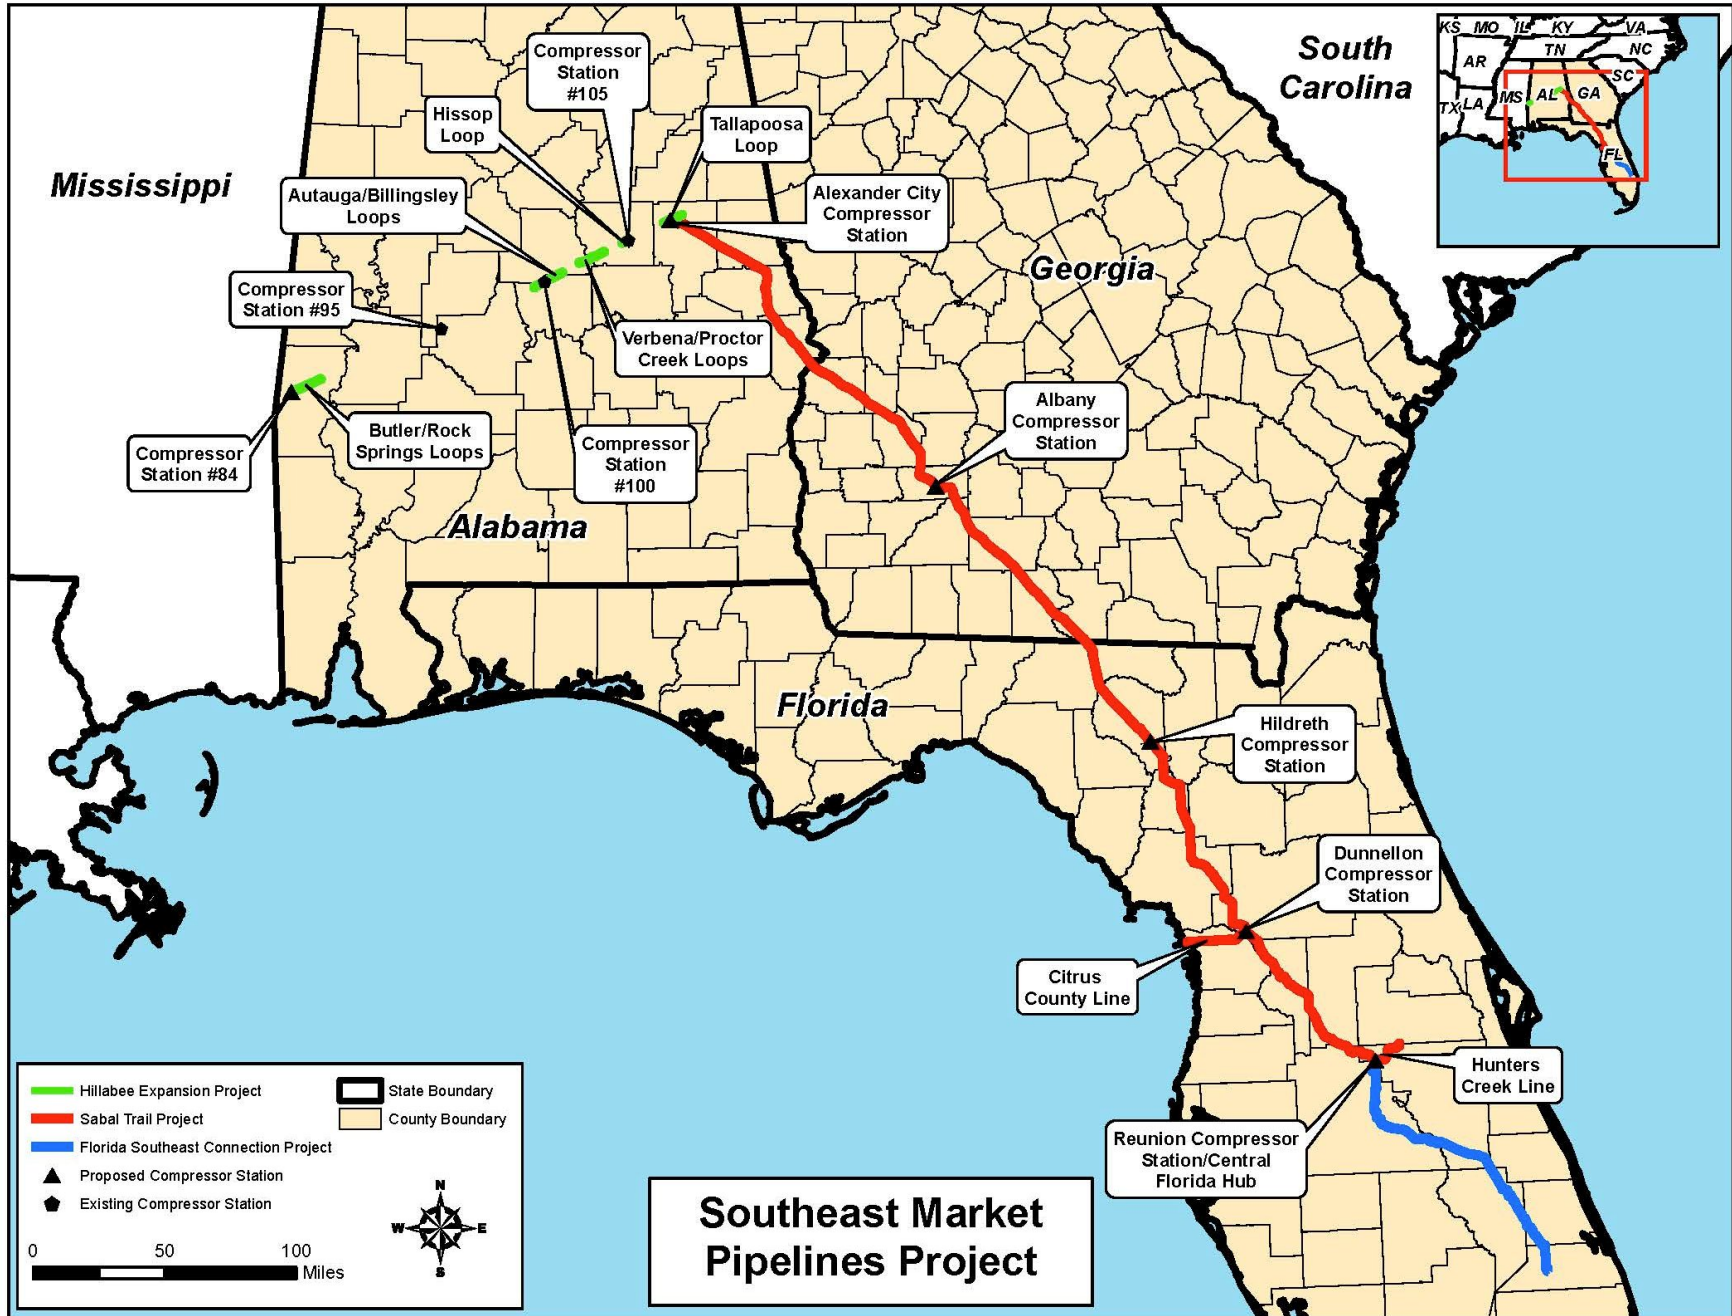 Compressor
Station
#105
South
Carolina
KS
MO
IL
KY
VA
TN
NC
AR
SC
MS
AL
GA
TX
LA
FL
Hissop
Loop
Tallapoosa
Loop
Mississippi
Autauga/Billingsley
Loops
Alexander City
Compressor
Station
Georgia
Compressor
Station #95
Verbena/Proctor
Creek Loops
Albany
Compressor
Station
Butler/Rock
Springs Loops
Compressor
Station #84
Compressor
Station
#100
Alabama
Florida
Hildreth
Compressor
Station
Dunnellon
Compressor
Station
Citrus
County Line
Hunters
Creek Line
Reunion Compressor
Station/Central
Florida Hub
Hillabee Expansion Project
Sabal Trail Project
Florida Southeast Connection Project
Proposed Compressor Station
Existing Compressor Station
State Boundary
County Boundary
N
W
E
S
0 50 100
Miles
Southeast Market
Pipelines Project